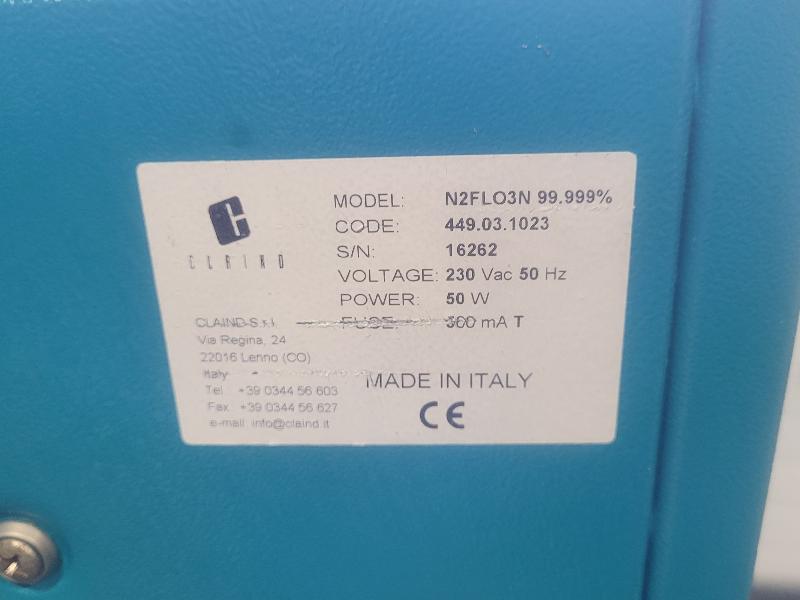 CLAIND
MODEL: N2FLO3N 99.999%
CODE: 449.03.1023
S/N: 16262
VOLTAGE: 230 Vac 50 Hz
POWER: 50 W
FUSE: mA T
CLAIND S.r.l.
Via Regina, 24
22016 Lenno (CO)
Italy
Tel +39 0344 56 603
Fax +39 0344 56 627
e-mail info@claind.it
MADE IN ITALY
CE